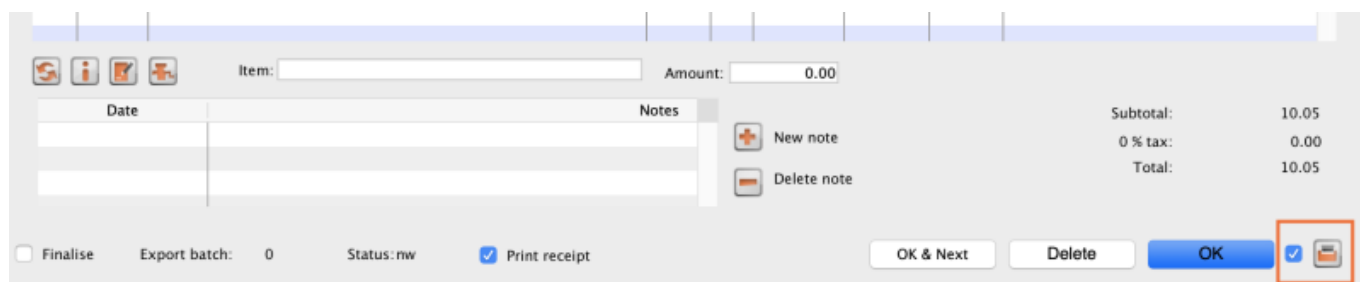 Item: Amount: 0.00
Date Notes
Subtotal: 10.05
New note
0 % tax: 0.00
Total: 10.05
Delete note
Finalise Export batch: 0 Status: nw Print receipt OK & Next Delete OK